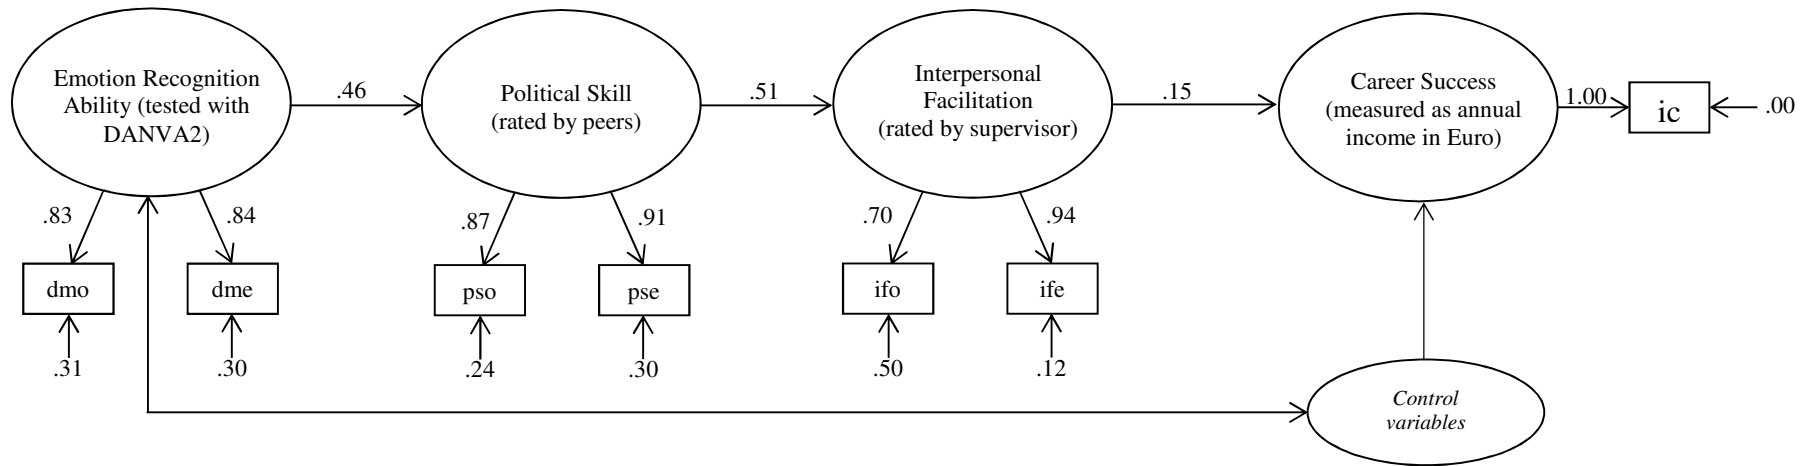 Emotion Recognition
Ability (tested with
DANVA2)
.46
Political Skill
(rated by peers)
.51
Interpersonal
Facilitation
(rated by supervisor)
.15
Career Success
(measured as annual
income in Euro)
1.00
ic
.00
.83
.84
.87
.91
.70
.94
dmo
dme
pso
pse
ifo
ife
.31
.30
.24
.30
.50
.12
Control
variables